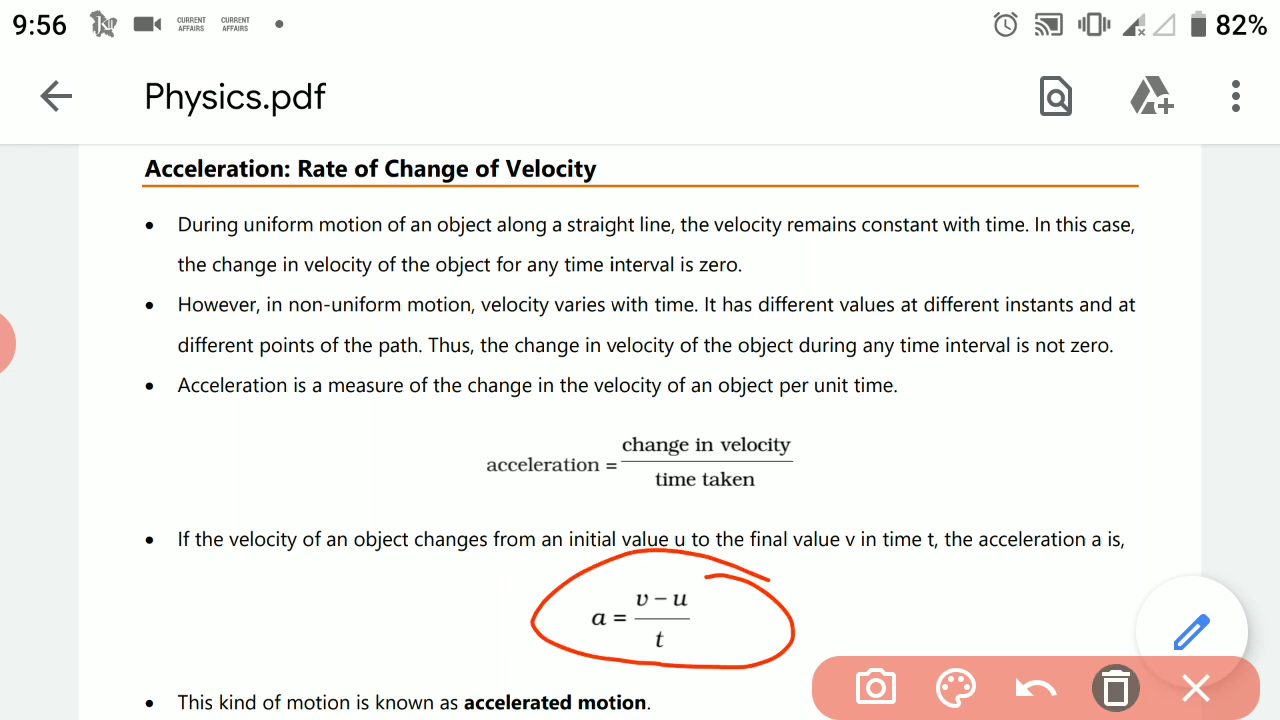 9:56
CURRENT AFFAIRS
CURRENT AFFAIRS
82%
Physics.pdf
Acceleration: Rate of Change of Velocity
• During uniform motion of an object along a straight line, the velocity remains constant with time. In this case,
the change in velocity of the object for any time interval is zero.
• However, in non-uniform motion, velocity varies with time. It has different values at different instants and at
different points of the path. Thus, the change in velocity of the object during any time interval is not zero.
• Acceleration is a measure of the change in the velocity of an object per unit time.
change in velocity
acceleration =
time taken
• If the velocity of an object changes from an initial value u to the final value v in time t, the acceleration a is,
v – u
a =
t
• This kind of motion is known as accelerated motion.